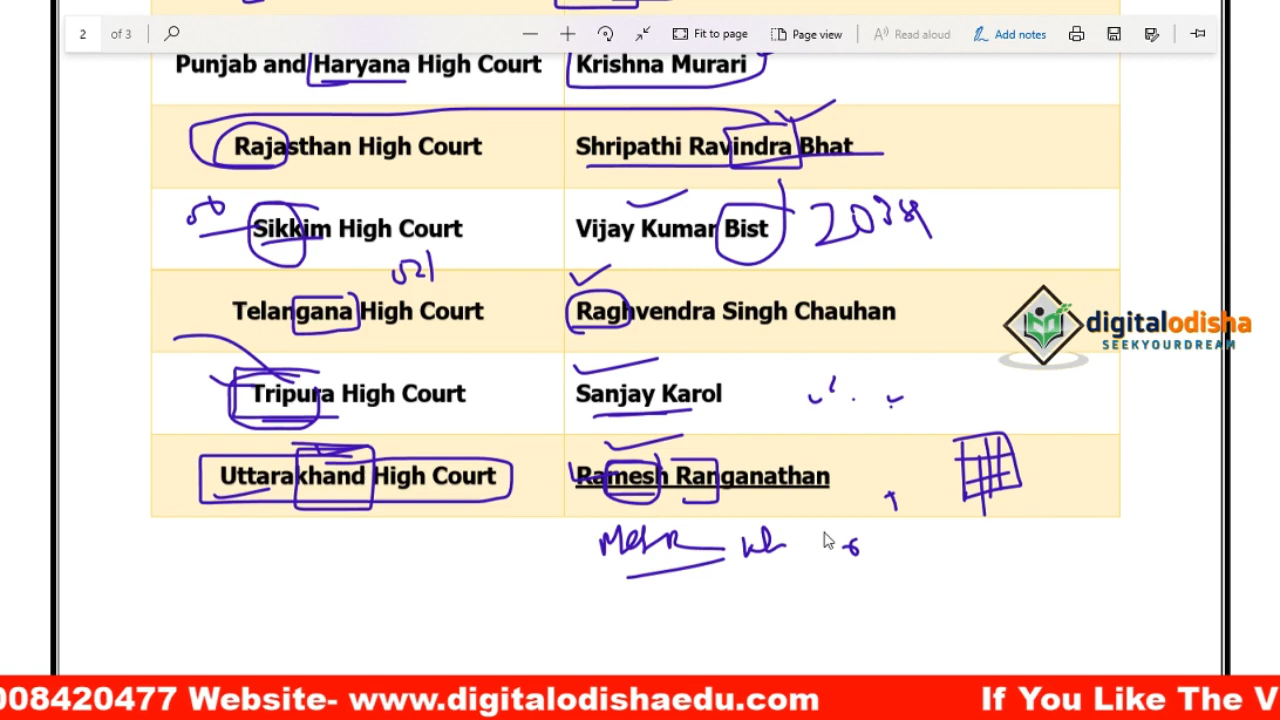 2 of 3 Fit to page Page view Read aloud Add notes
Punjab and Haryana High Court Krishna Murari
Rajasthan High Court Shripathi Ravindra Bhat
Sikkim High Court Vijay Kumar Bist
Telangana High Court Raghvendra Singh Chauhan
digitalodisha
SEEKYOURDREAM
Tripura High Court Sanjay Karol
Uttarakhand High Court Ramesh Ranganathan
008420477 Website- www.digitalodishaedu.com If You Like The V